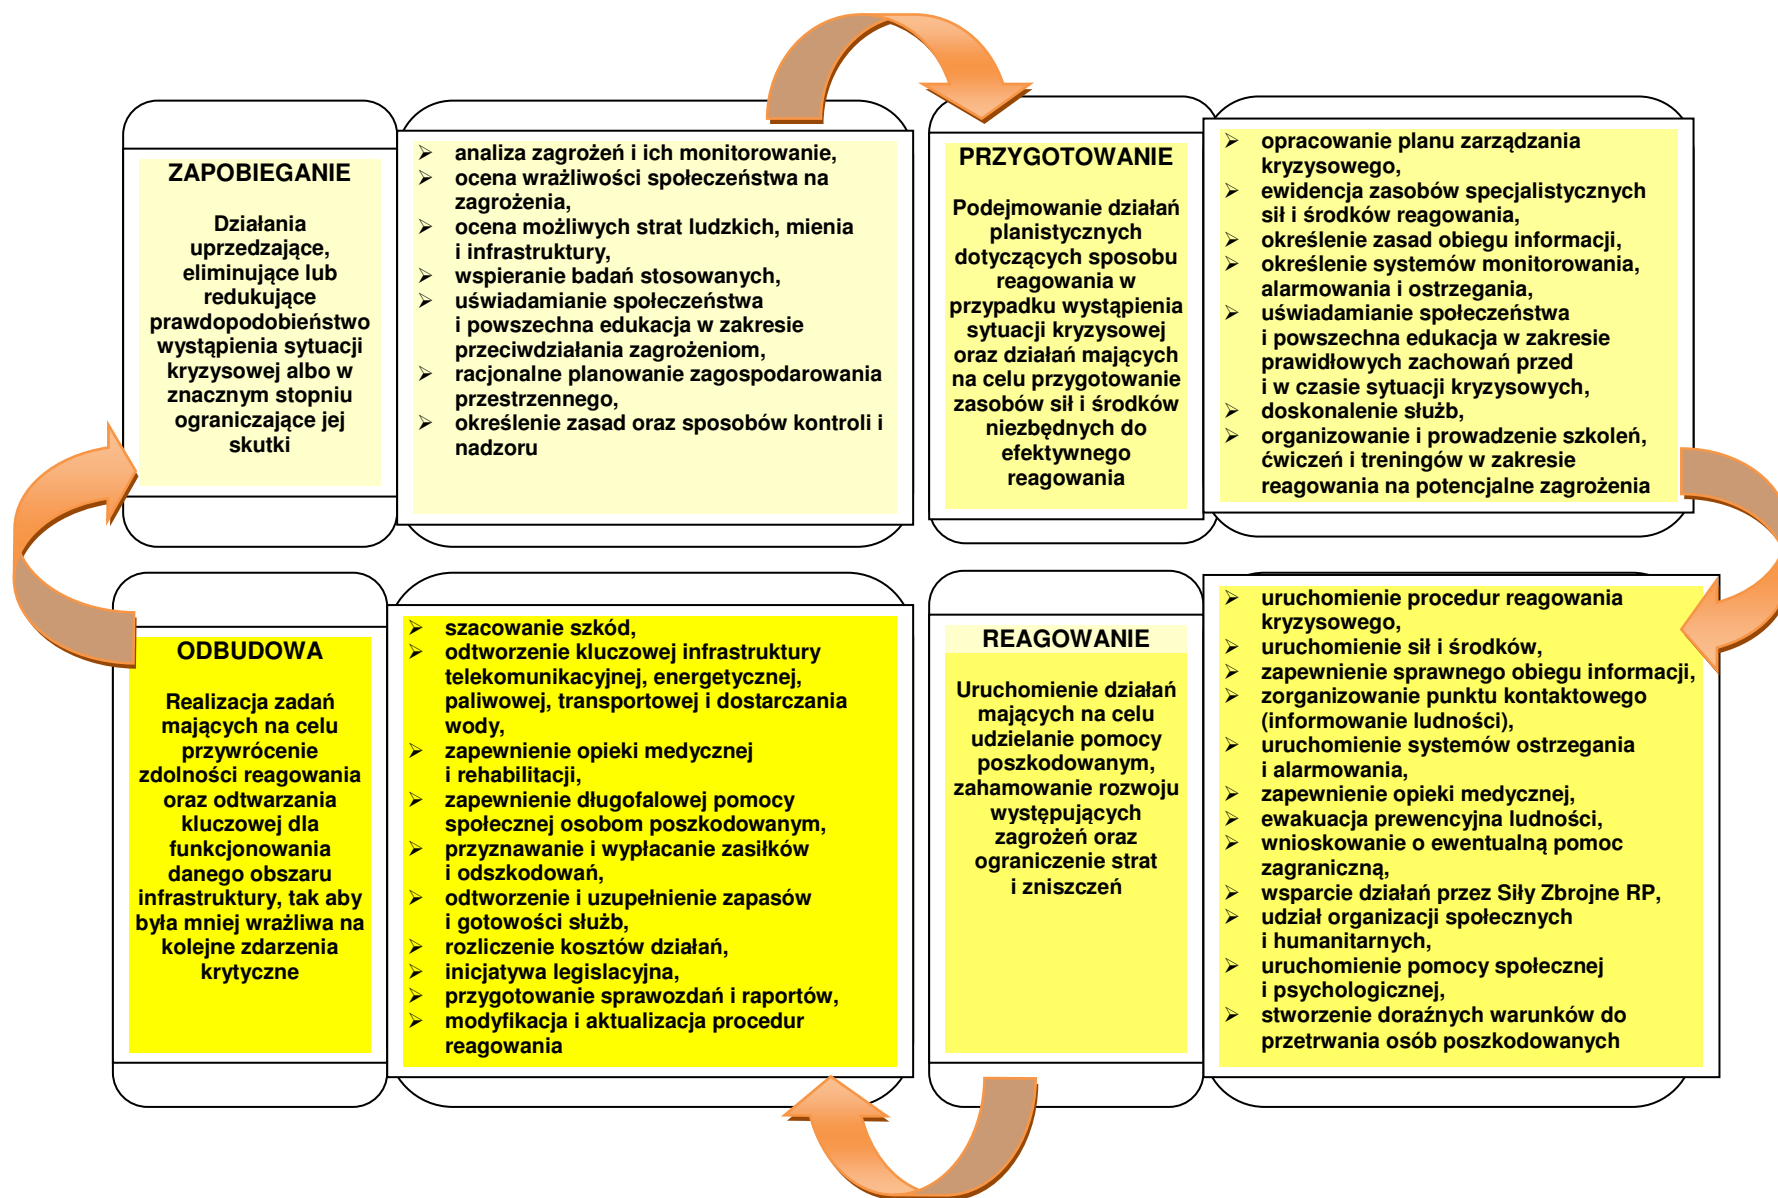 ZAPOBIEGANIE
Działania
uprzedzające,
eliminujące lub
redukujące
prawdopodobieństwo
wystąpienia sytuacji
kryzysowej albo w
znacznym stopniu
ograniczające jej
skutki
➢ analiza zagrożeń i ich monitorowanie,
➢ ocena wrażliwości społeczeństwa na
zagrożenia,
➢ ocena możliwych strat ludzkich, mienia
i infrastruktury,
➢ wspieranie badań stosowanych,
➢ uświadamianie społeczeństwa
i powszechna edukacja w zakresie
przeciwdziałania zagrożeniom,
➢ racjonalne planowanie zagospodarowania
przestrzennego,
➢ określenie zasad oraz sposobów kontroli i
nadzoru
PRZYGOTOWANIE
Podejmowanie działań
planistycznych
dotyczących sposobu
reagowania w
przypadku wystąpienia
sytuacji kryzysowej
oraz działań mających
na celu przygotowanie
zasobów sił i środków
niezbędnych do
efektywnego
reagowania
➢ opracowanie planu zarządzania
kryzysowego,
➢ ewidencja zasobów specjalistycznych
sił i środków reagowania,
➢ określenie zasad obiegu informacji,
➢ określenie systemów monitorowania,
alarmowania i ostrzegania,
➢ uświadamianie społeczeństwa
i powszechna edukacja w zakresie
prawidłowych zachowań przed
i w czasie sytuacji kryzysowych,
➢ doskonalenie służb,
➢ organizowanie i prowadzenie szkoleń,
ćwiczeń i treningów w zakresie
reagowania na potencjalne zagrożenia
ODBUDOWA
Realizacja zadań
mających na celu
przywrócenie
zdolności reagowania
oraz odtwarzania
kluczowej dla
funkcjonowania
danego obszaru
infrastruktury, tak aby
była mniej wrażliwa na
kolejne zdarzenia
krytyczne
➢ szacowanie szkód,
➢ odtworzenie kluczowej infrastruktury
telekomunikacyjnej, energetycznej,
paliwowej, transportowej i dostarczania
wody,
➢ zapewnienie opieki medycznej
i rehabilitacji,
➢ zapewnienie długofalowej pomocy
społecznej osobom poszkodowanym,
➢ przyznawanie i wypłacanie zasiłków
i odszkodowań,
➢ odtworzenie i uzupełnienie zapasów
i gotowości służb,
➢ rozliczenie kosztów działań,
➢ inicjatywa legislacyjna,
➢ przygotowanie sprawozdań i raportów,
➢ modyfikacja i aktualizacja procedur
reagowania
REAGOWANIE
Uruchomienie działań
mających na celu
udzielanie pomocy
poszkodowanym,
zahamowanie rozwoju
występujących
zagrożeń oraz
ograniczenie strat
i zniszczeń
➢ uruchomienie procedur reagowania
kryzysowego,
➢ uruchomienie sił i środków,
➢ zapewnienie sprawnego obiegu informacji,
➢ zorganizowanie punktu kontaktowego
(informowanie ludności),
➢ uruchomienie systemów ostrzegania
i alarmowania,
➢ zapewnienie opieki medycznej,
➢ ewakuacja prewencyjna ludności,
➢ wnioskowanie o ewentualną pomoc
zagraniczną,
➢ wsparcie działań przez Siły Zbrojne RP,
➢ udział organizacji społecznych
i humanitarnych,
➢ uruchomienie pomocy społecznej
i psychologicznej,
➢ stworzenie doraźnych warunków do
przetrwania osób poszkodowanych